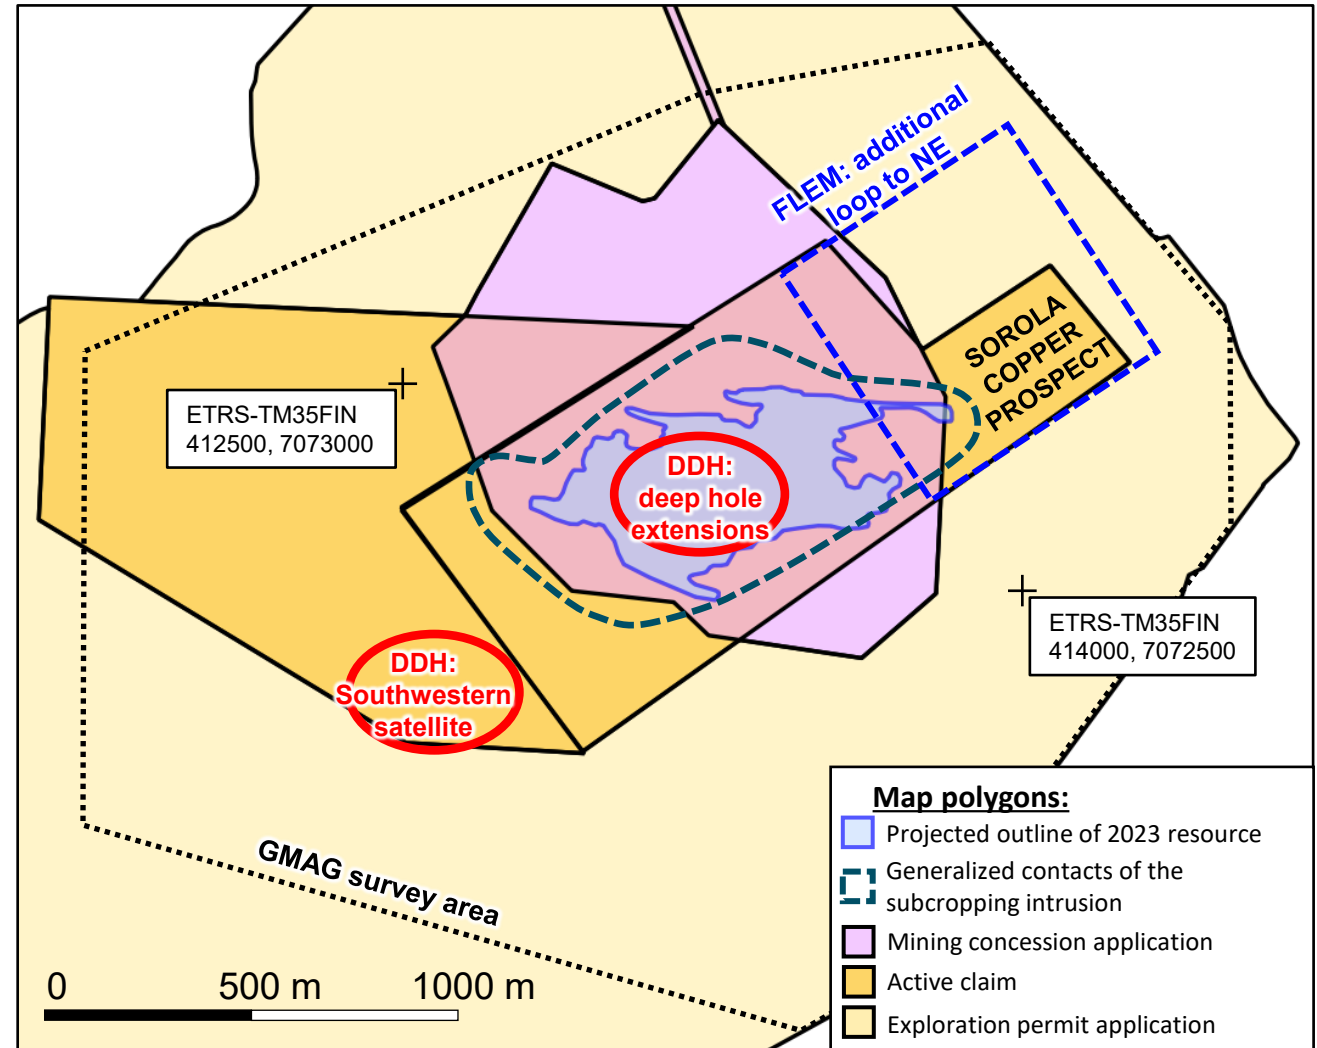 FLEM: additional
loop to NE
SOROLA
COPPER
PROSPECT
ETRS-TM35FIN
412500, 7073000
DDH:
deep hole
extensions
ETRS-TM35FIN
414000, 7072500
DDH:
Southwestern
satellite
GMAG survey area
0 500 m 1000 m
Map polygons:
Projected outline of 2023 resource
Generalized contacts of the
subcropping intrusion
Mining concession application
Active claim
Exploration permit application